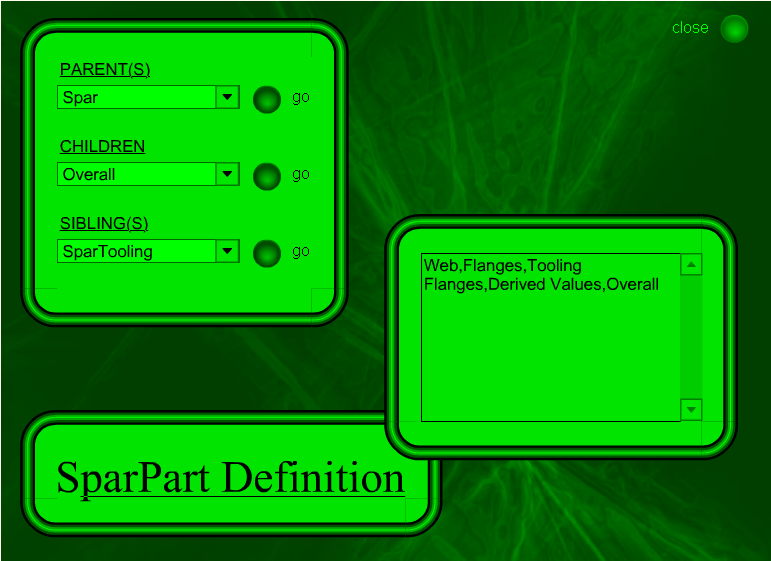 close
PARENT(S)
Spar
go
CHILDREN
Overall
go
SIBLING(S)
SparTooling
go
Web,Flanges,Tooling
Flanges,Derived Values,Overall
SparPart Definition